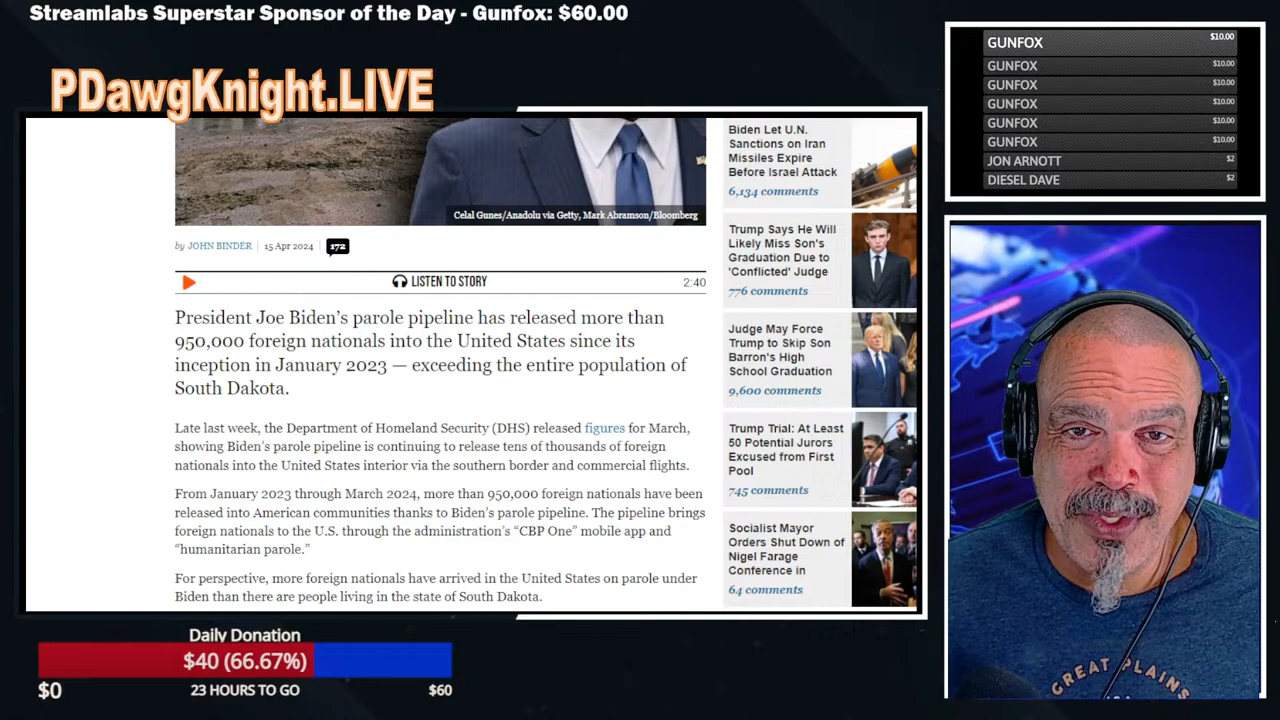 Streamlabs Superstar Sponsor of the Day - Gunfox: $60.00
PDawgKnight.LIVE
GUNFOX $10.00
GUNFOX $10.00
GUNFOX $10.00
GUNFOX $10.00
GUNFOX $10.00
GUNFOX $10.00
JON ARNOTT $2
DIESEL DAVE $2
Celal Gunes/Anadolu via Getty, Mark Abramson/Bloomberg
by JOHN BINDER | 15 Apr 2024 | 172
LISTEN TO STORY 2:40
President Joe Biden’s parole pipeline has released more than
950,000 foreign nationals into the United States since its
inception in January 2023 — exceeding the entire population of
South Dakota.
Late last week, the Department of Homeland Security (DHS) released figures for March,
showing Biden’s parole pipeline is continuing to release tens of thousands of foreign
nationals into the United States interior via the southern border and commercial flights.
From January 2023 through March 2024, more than 950,000 foreign nationals have been
released into American communities thanks to Biden’s parole pipeline. The pipeline brings
foreign nationals to the U.S. through the administration’s “CBP One” mobile app and
“humanitarian parole.”
For perspective, more foreign nationals have arrived in the United States on parole under
Biden than there are people living in the state of South Dakota.
Biden Let U.N.
Sanctions on Iran
Missiles Expire
Before Israel Attack
6,134 comments
Trump Says He Will
Likely Miss Son's
Graduation Due to
'Conflicted' Judge
776 comments
Judge May Force
Trump to Skip Son
Barron's High
School Graduation
9,600 comments
Trump Trial: At Least
50 Potential Jurors
Excused from First
Pool
745 comments
Socialist Mayor
Orders Shut Down of
Nigel Farage
Conference in
64 comments
Daily Donation
$40 (66.67%)
$0 23 HOURS TO GO $60
GREAT PLAINS